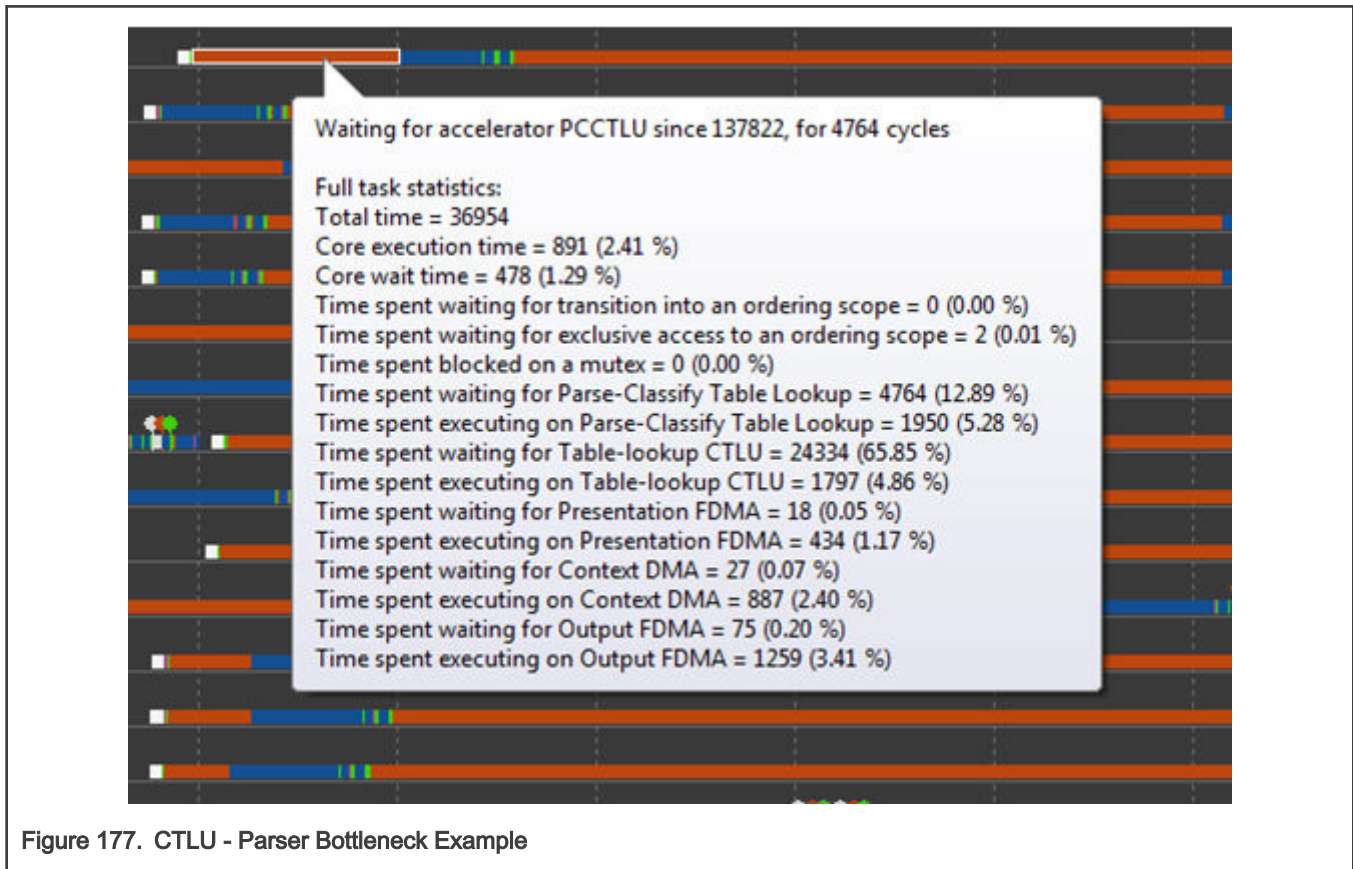 Waiting for accelerator PCCTLU since 137822, for 4764 cycles
Full task statistics:
Total time = 36954
Core execution time = 891 (2.41 %)
Core wait time = 478 (1.29 %)
Time spent waiting for transition into an ordering scope = 0 (0.00 %)
Time spent waiting for exclusive access to an ordering scope = 2 (0.01 %)
Time spent blocked on a mutex = 0 (0.00 %)
Time spent waiting for Parse-Classify Table Lookup = 4764 (12.89 %)
Time spent executing on Parse-Classify Table Lookup = 1950 (5.28 %)
Time spent waiting for Table-lookup CTLU = 24334 (65.85 %)
Time spent executing on Table-lookup CTLU = 1797 (4.86 %)
Time spent waiting for Presentation FDMA = 18 (0.05 %)
Time spent executing on Presentation FDMA = 434 (1.17 %)
Time spent waiting for Context DMA = 27 (0.07 %)
Time spent executing on Context DMA = 887 (2.40 %)
Time spent waiting for Output FDMA = 75 (0.20 %)
Time spent executing on Output FDMA = 1259 (3.41 %)
Figure 177. CTLU - Parser Bottleneck Example